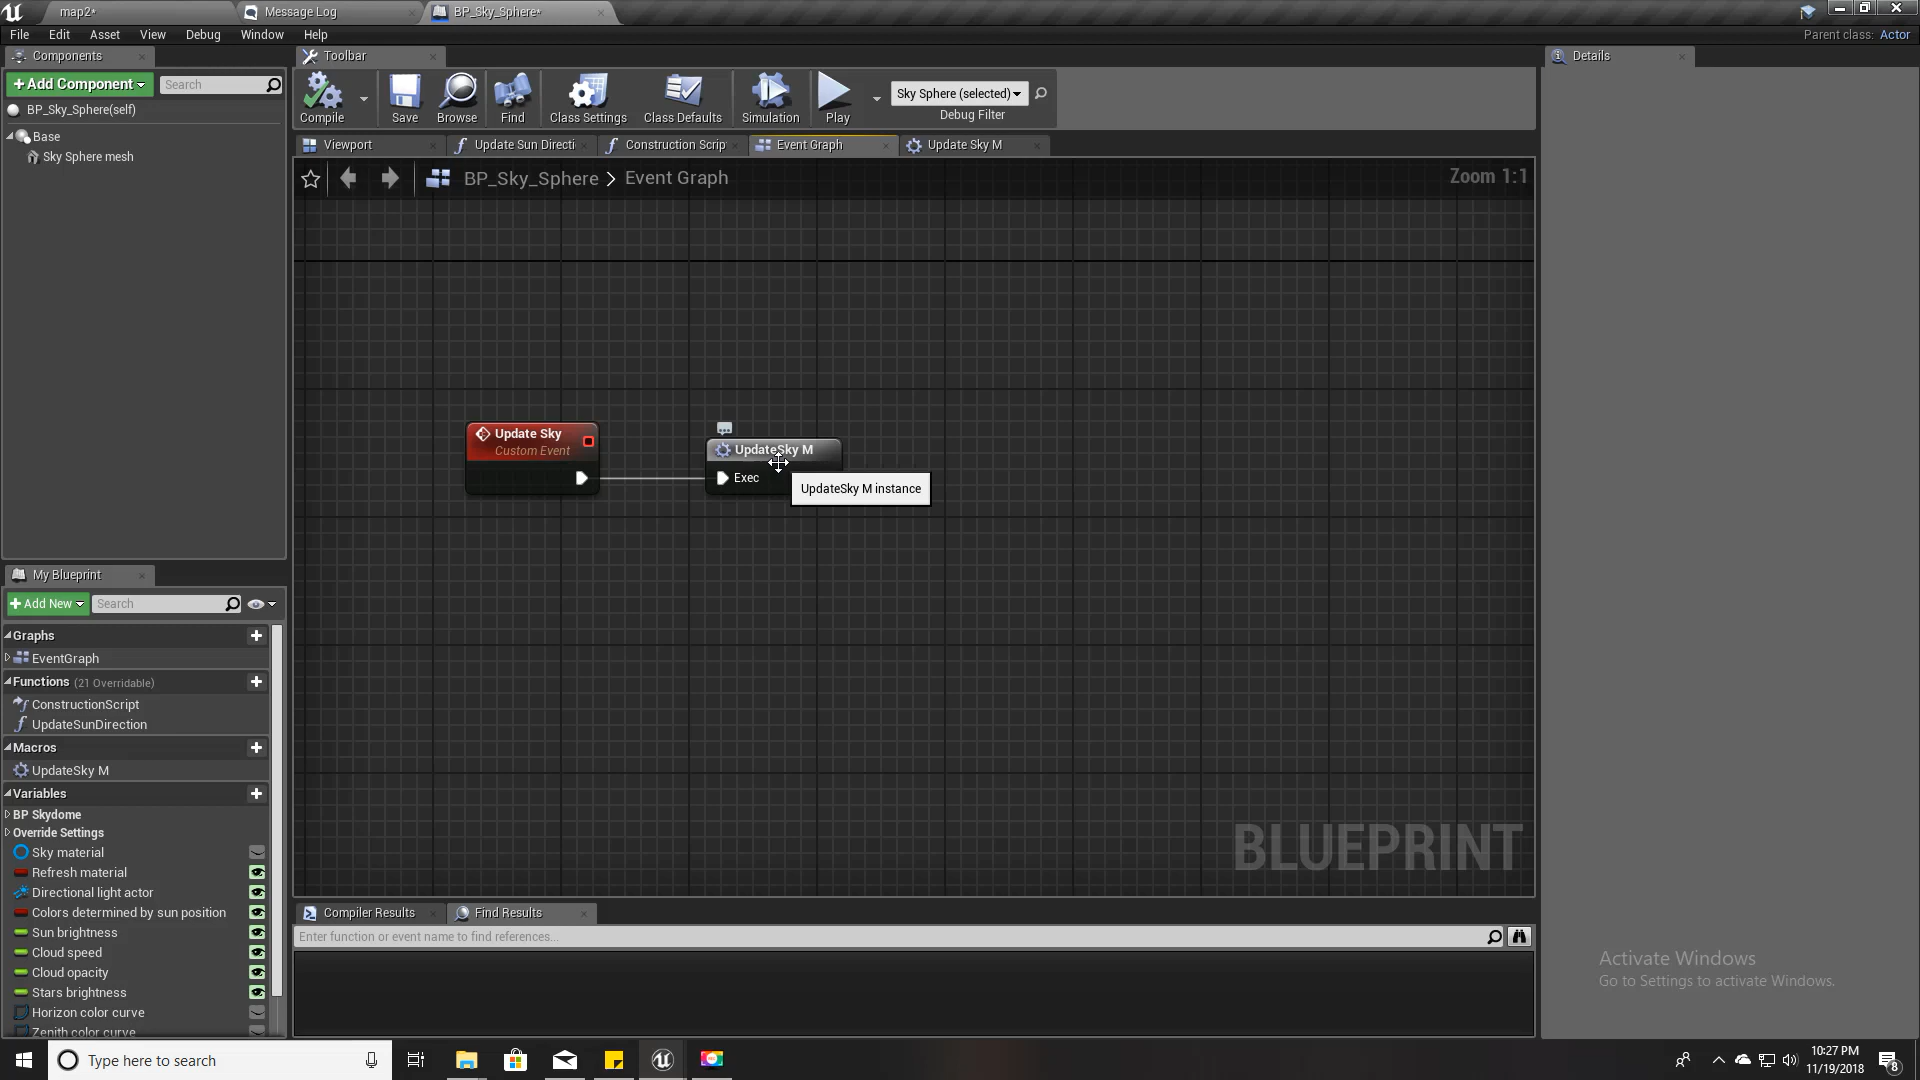 map2*
Message Log
BP_Sky_Sphere*
File Edit Asset View Debug Window Help
Parent class: Actor
Components
+Add Component
Search
BP_Sky_Sphere(self)
Base
Sky Sphere mesh
Toolbar
Compile
Save
Browse
Find
Class Settings
Class Defaults
Simulation
Play
Sky Sphere (selected)
Debug Filter
Details
Viewport
Update Sun Directi
Construction Scrip
Event Graph
Update Sky M
BP_Sky_Sphere > Event Graph
Zoom 1:1
Update Sky
Custom Event
UpdateSky M
Exec
UpdateSky M instance
BLUEPRINT
My Blueprint
+Add New
Search
Graphs
EventGraph
Functions (21 Overridable)
ConstructionScript
UpdateSunDirection
Macros
UpdateSky M
Variables
BP Skydome
Override Settings
Sky material
Refresh material
Directional light actor
Colors determined by sun position
Sun brightness
Cloud speed
Cloud opacity
Stars brightness
Horizon color curve
Zenith color curve
Compiler Results
Find Results
Enter function or event name to find references...
Activate Windows
Go to Settings to activate Windows.
Type here to search
10:27 PM
11/19/2018
8